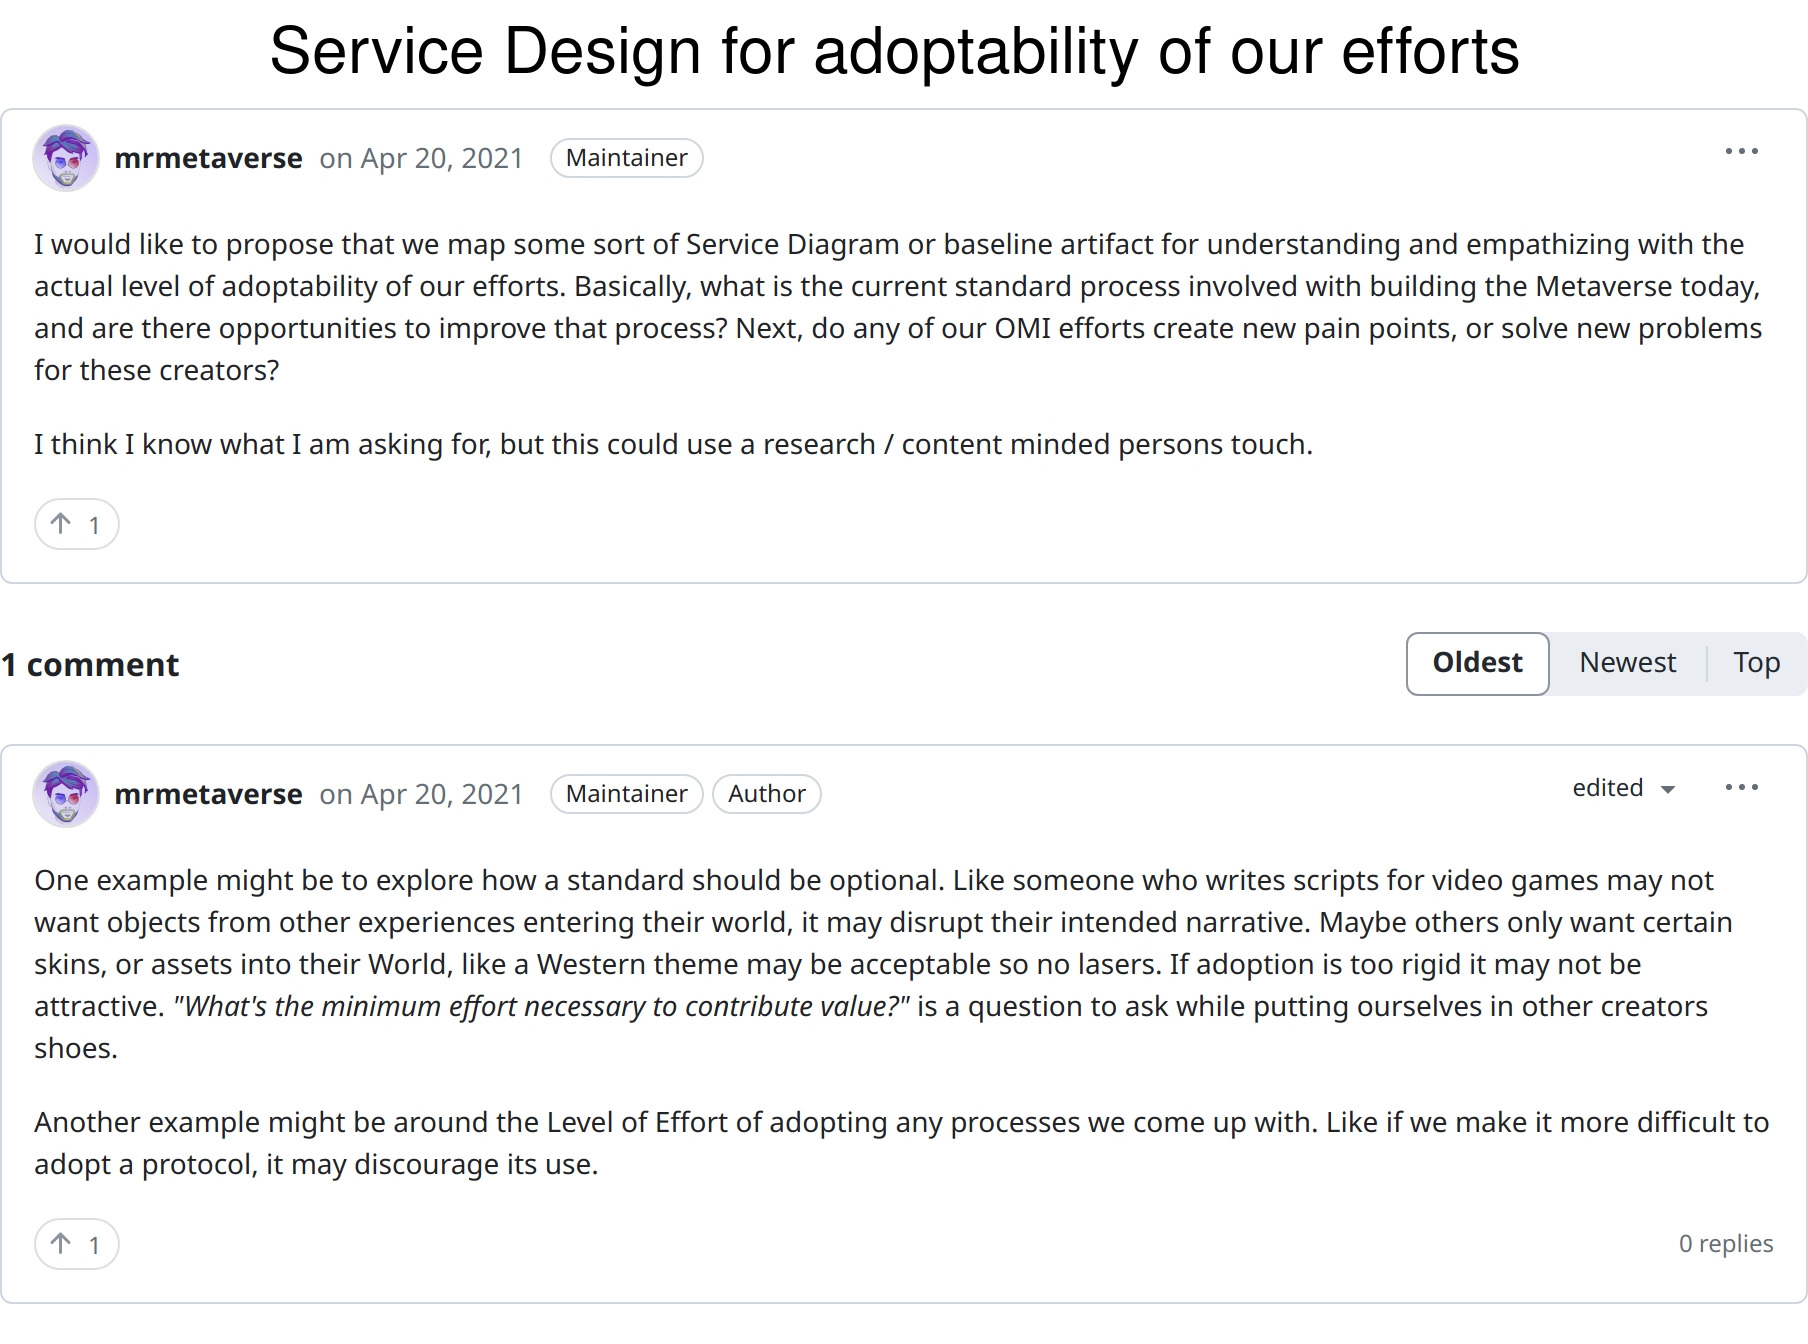 Service Design for adoptability of our efforts
mrmetaverse on Apr 20, 2021 Maintainer
I would like to propose that we map some sort of Service Diagram or baseline artifact for understanding and empathizing with the
actual level of adoptability of our efforts. Basically, what is the current standard process involved with building the Metaverse today,
and are there opportunities to improve that process? Next, do any of our OMI efforts create new pain points, or solve new problems
for these creators?
I think I know what I am asking for, but this could use a research / content minded persons touch.
1
1 comment
Oldest Newest Top
mrmetaverse on Apr 20, 2021 Maintainer Author edited
One example might be to explore how a standard should be optional. Like someone who writes scripts for video games may not
want objects from other experiences entering their world, it may disrupt their intended narrative. Maybe others only want certain
skins, or assets into their World, like a Western theme may be acceptable so no lasers. If adoption is too rigid it may not be
attractive. "What's the minimum effort necessary to contribute value?" is a question to ask while putting ourselves in other creators
shoes.
Another example might be around the Level of Effort of adopting any processes we come up with. Like if we make it more difficult to
adopt a protocol, it may discourage its use.
1 0 replies